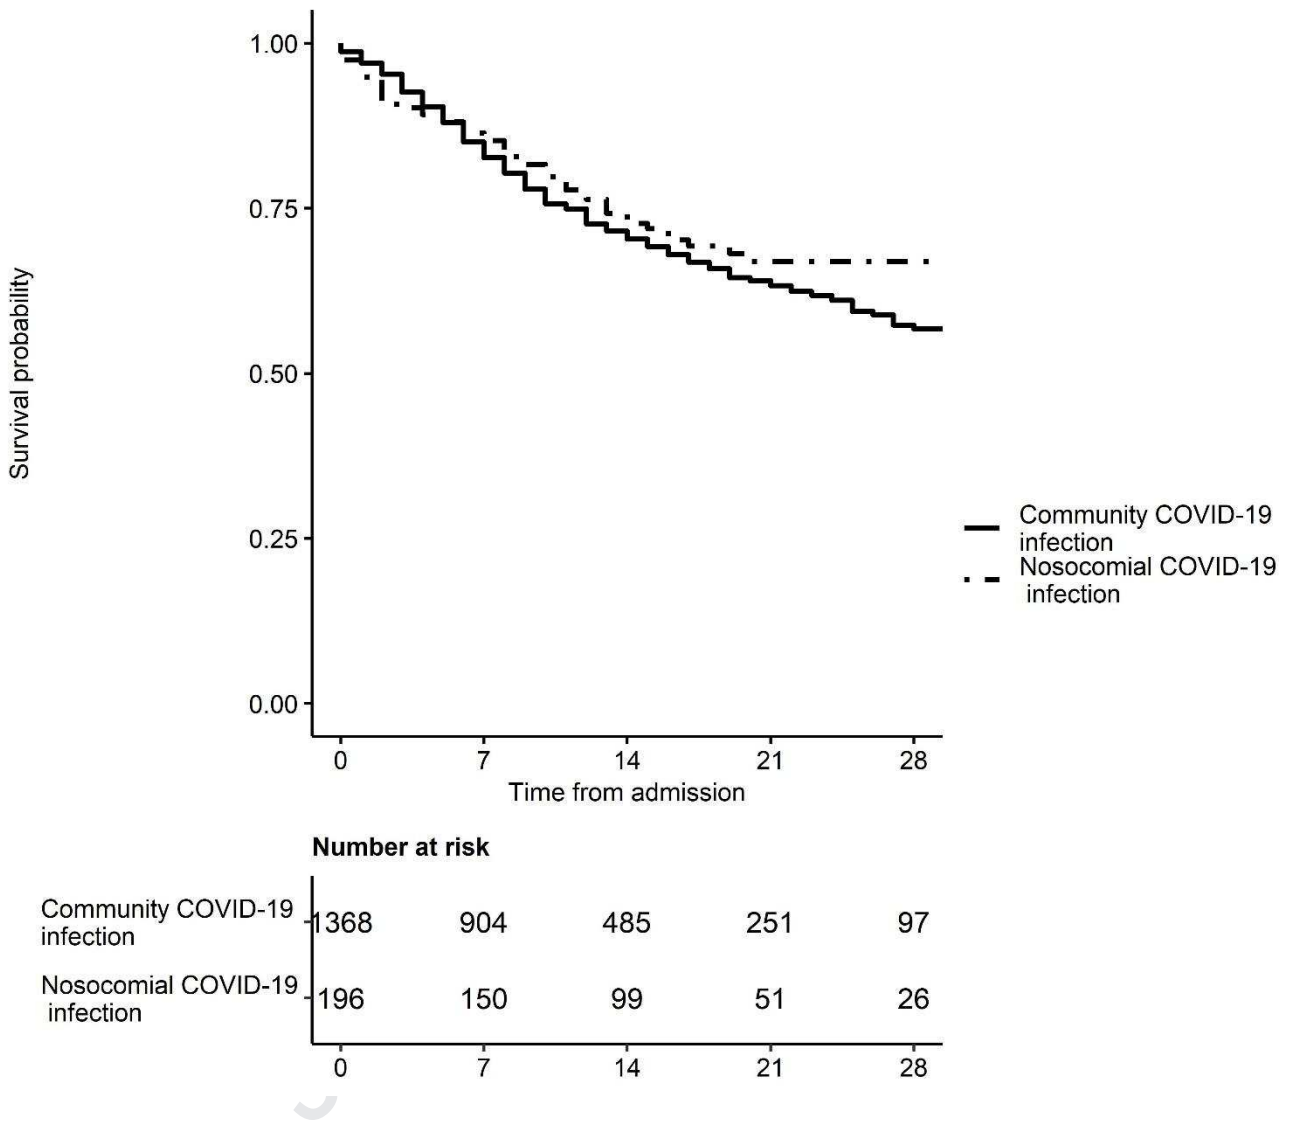 1.00
0.75
0.50
0.25
0.00
Survival probability
0 7 14 21 28
Time from admission
Community COVID-19
infection
Nosocomial COVID-19
infection
Number at risk
Community COVID-19
infection
1368 904 485 251 97
Nosocomial COVID-19
infection
196 150 99 51 26
0 7 14 21 28